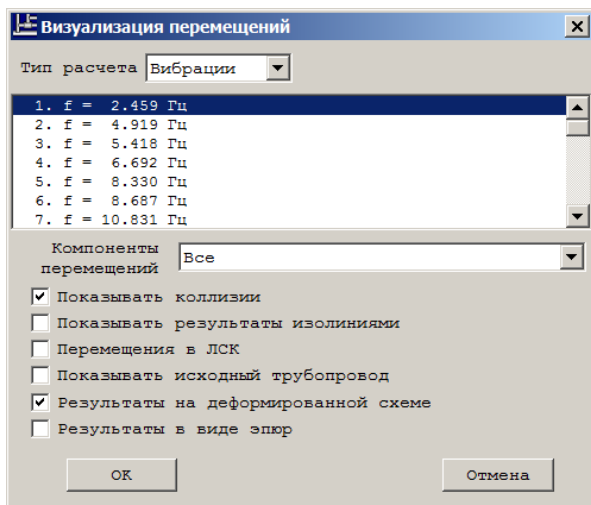 Визуализация перемещений
Тип расчета Вибрации
1. f = 2.459 Гц
2. f = 4.919 Гц
3. f = 5.418 Гц
4. f = 6.692 Гц
5. f = 8.330 Гц
6. f = 8.687 Гц
7. f = 10.831 Гц
Компоненты
перемещений
Все
Показывать коллизии
Показывать результаты изолиниями
Перемещения в ЛСК
Показывать исходный трубопровод
Результаты на деформированной схеме
Результаты в виде эпюр
OK Отмена